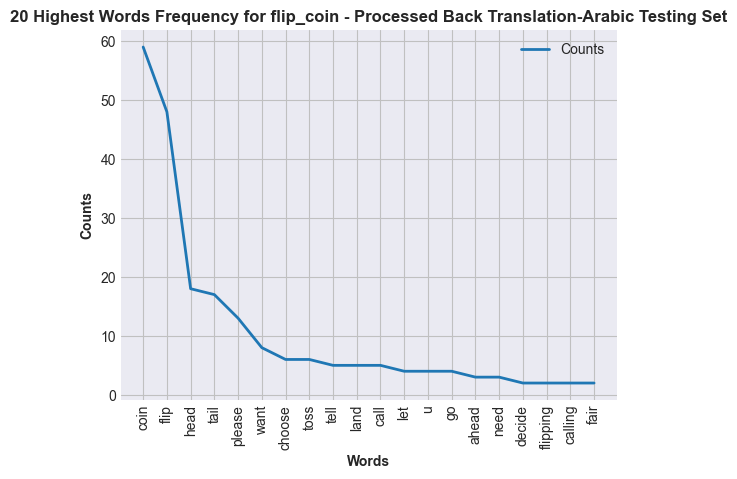 20 Highest Words Frequency for flip_coin - Processed Back Translation-Arabic Testing Set
Counts
60
50
40
30
20
10
0
Counts
coin
flip
head
tail
please
want
choose
toss
tell
land
call
let
u
go
ahead
need
decide
flipping
calling
fair
Words